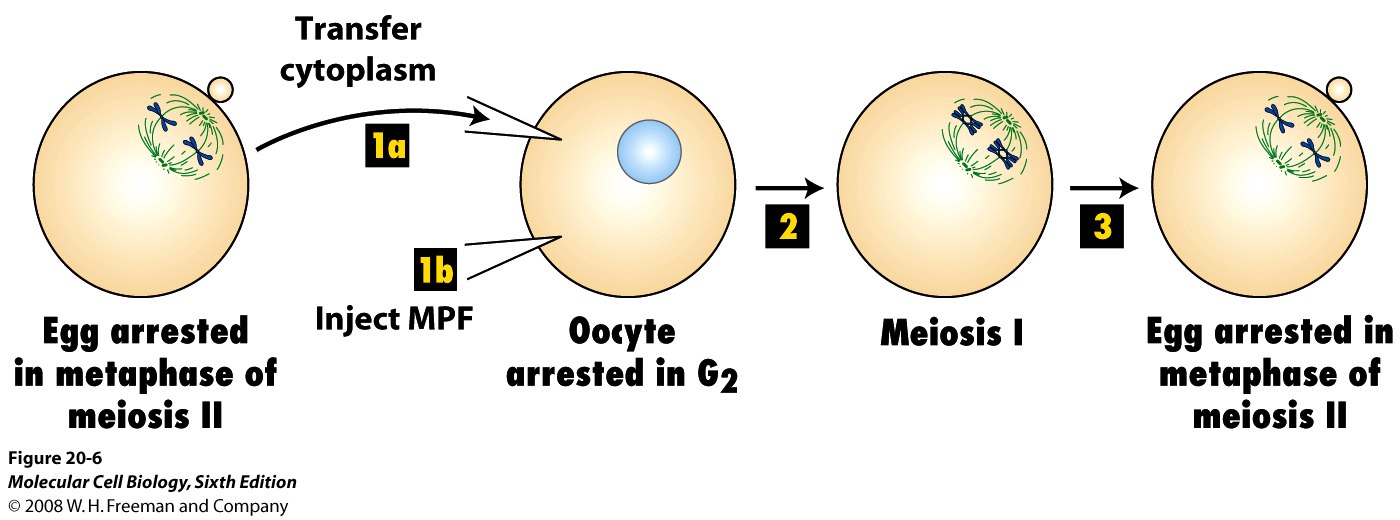 Transfer
cytoplasm
1a
1b
Inject MPF
2
3
Egg arrested
in metaphase of
meiosis II
Oocyte
arrested in G2
Meiosis I
Egg arrested in
metaphase of
meiosis II
Figure 20-6
Molecular Cell Biology, Sixth Edition
© 2008 W. H. Freeman and Company